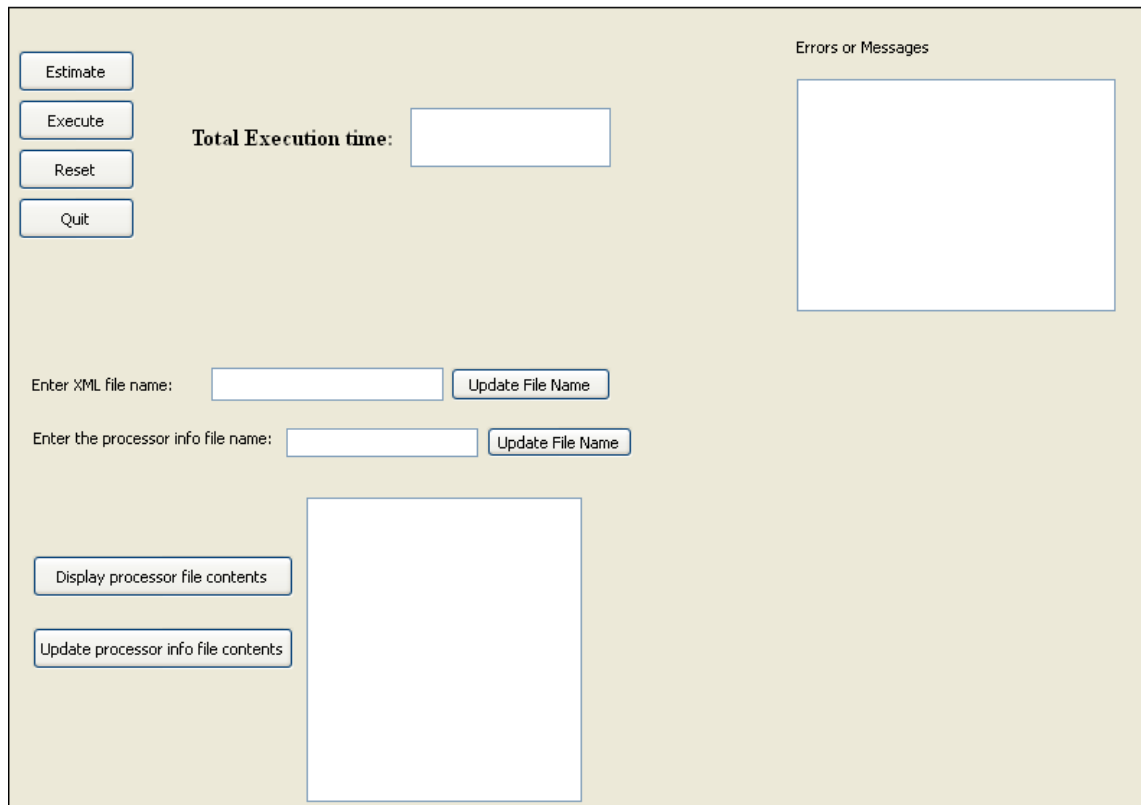 Errors or Messages
Estimate
Execute
Total Execution time:
Reset
Quit
Enter XML file name:
Update File Name
Enter the processor info file name:
Update File Name
Display processor file contents
Update processor info file contents